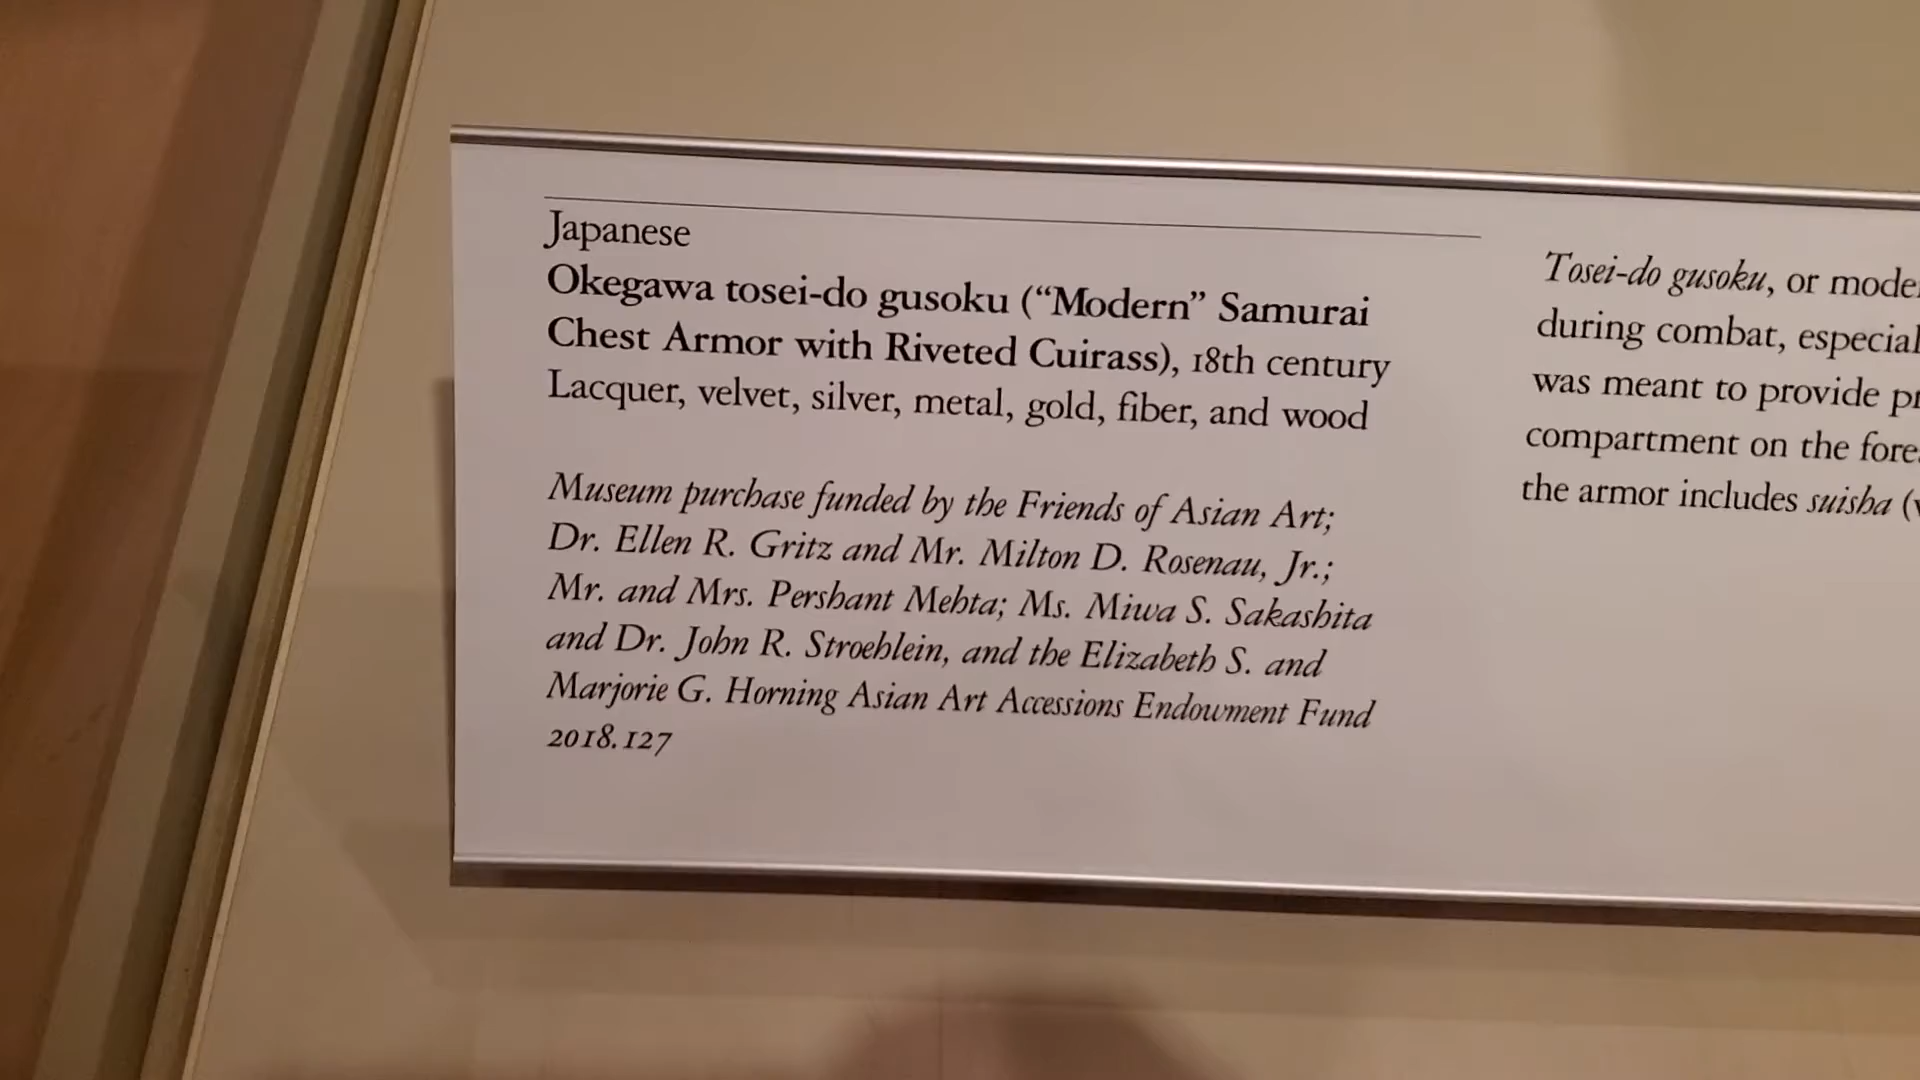 Japanese
Okegawa tosei-do gusoku (“Modern” Samurai
Chest Armor with Riveted Cuirass), 18th century
Lacquer, velvet, silver, metal, gold, fiber, and wood
Museum purchase funded by the Friends of Asian Art;
Dr. Ellen R. Gritz and Mr. Milton D. Rosenau, Jr.;
Mr. and Mrs. Pershant Mehta; Ms. Miwa S. Sakashita
and Dr. John R. Stroehlein, and the Elizabeth S. and
Marjorie G. Horning Asian Art Accessions Endowment Fund
2018.127
Tosei-do gusoku, or
during combat,
was meant to provide
compartment on the
the armor includes suisha